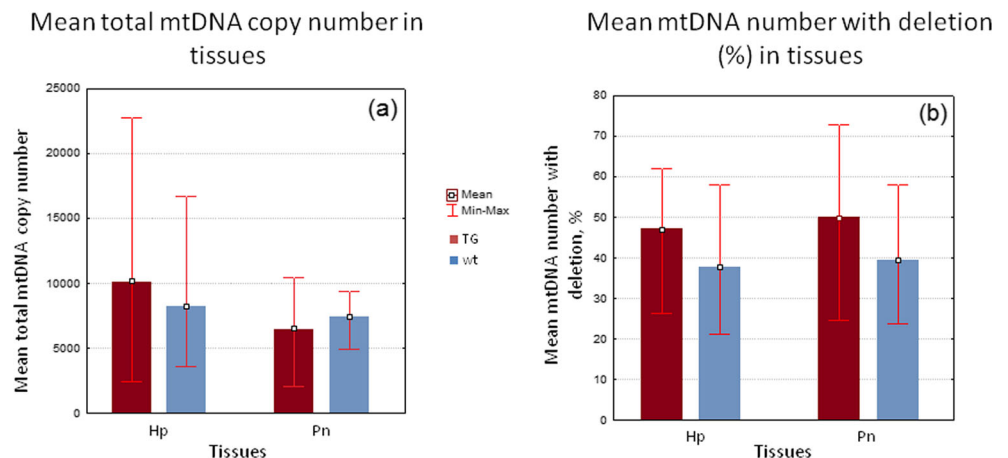 Mean total mtDNA copy number in
tissues
Mean total mtDNA copy number
25000
20000
15000
10000
5000
0
(a)
Hp
Pn
Tissues
Mean
Min-Max
TG
wt
Mean mtDNA number with deletion
(%) in tissues
Mean mtDNA number with
deletion, %
80
70
60
50
40
30
20
10
0
(b)
Hp
Pn
Tissues